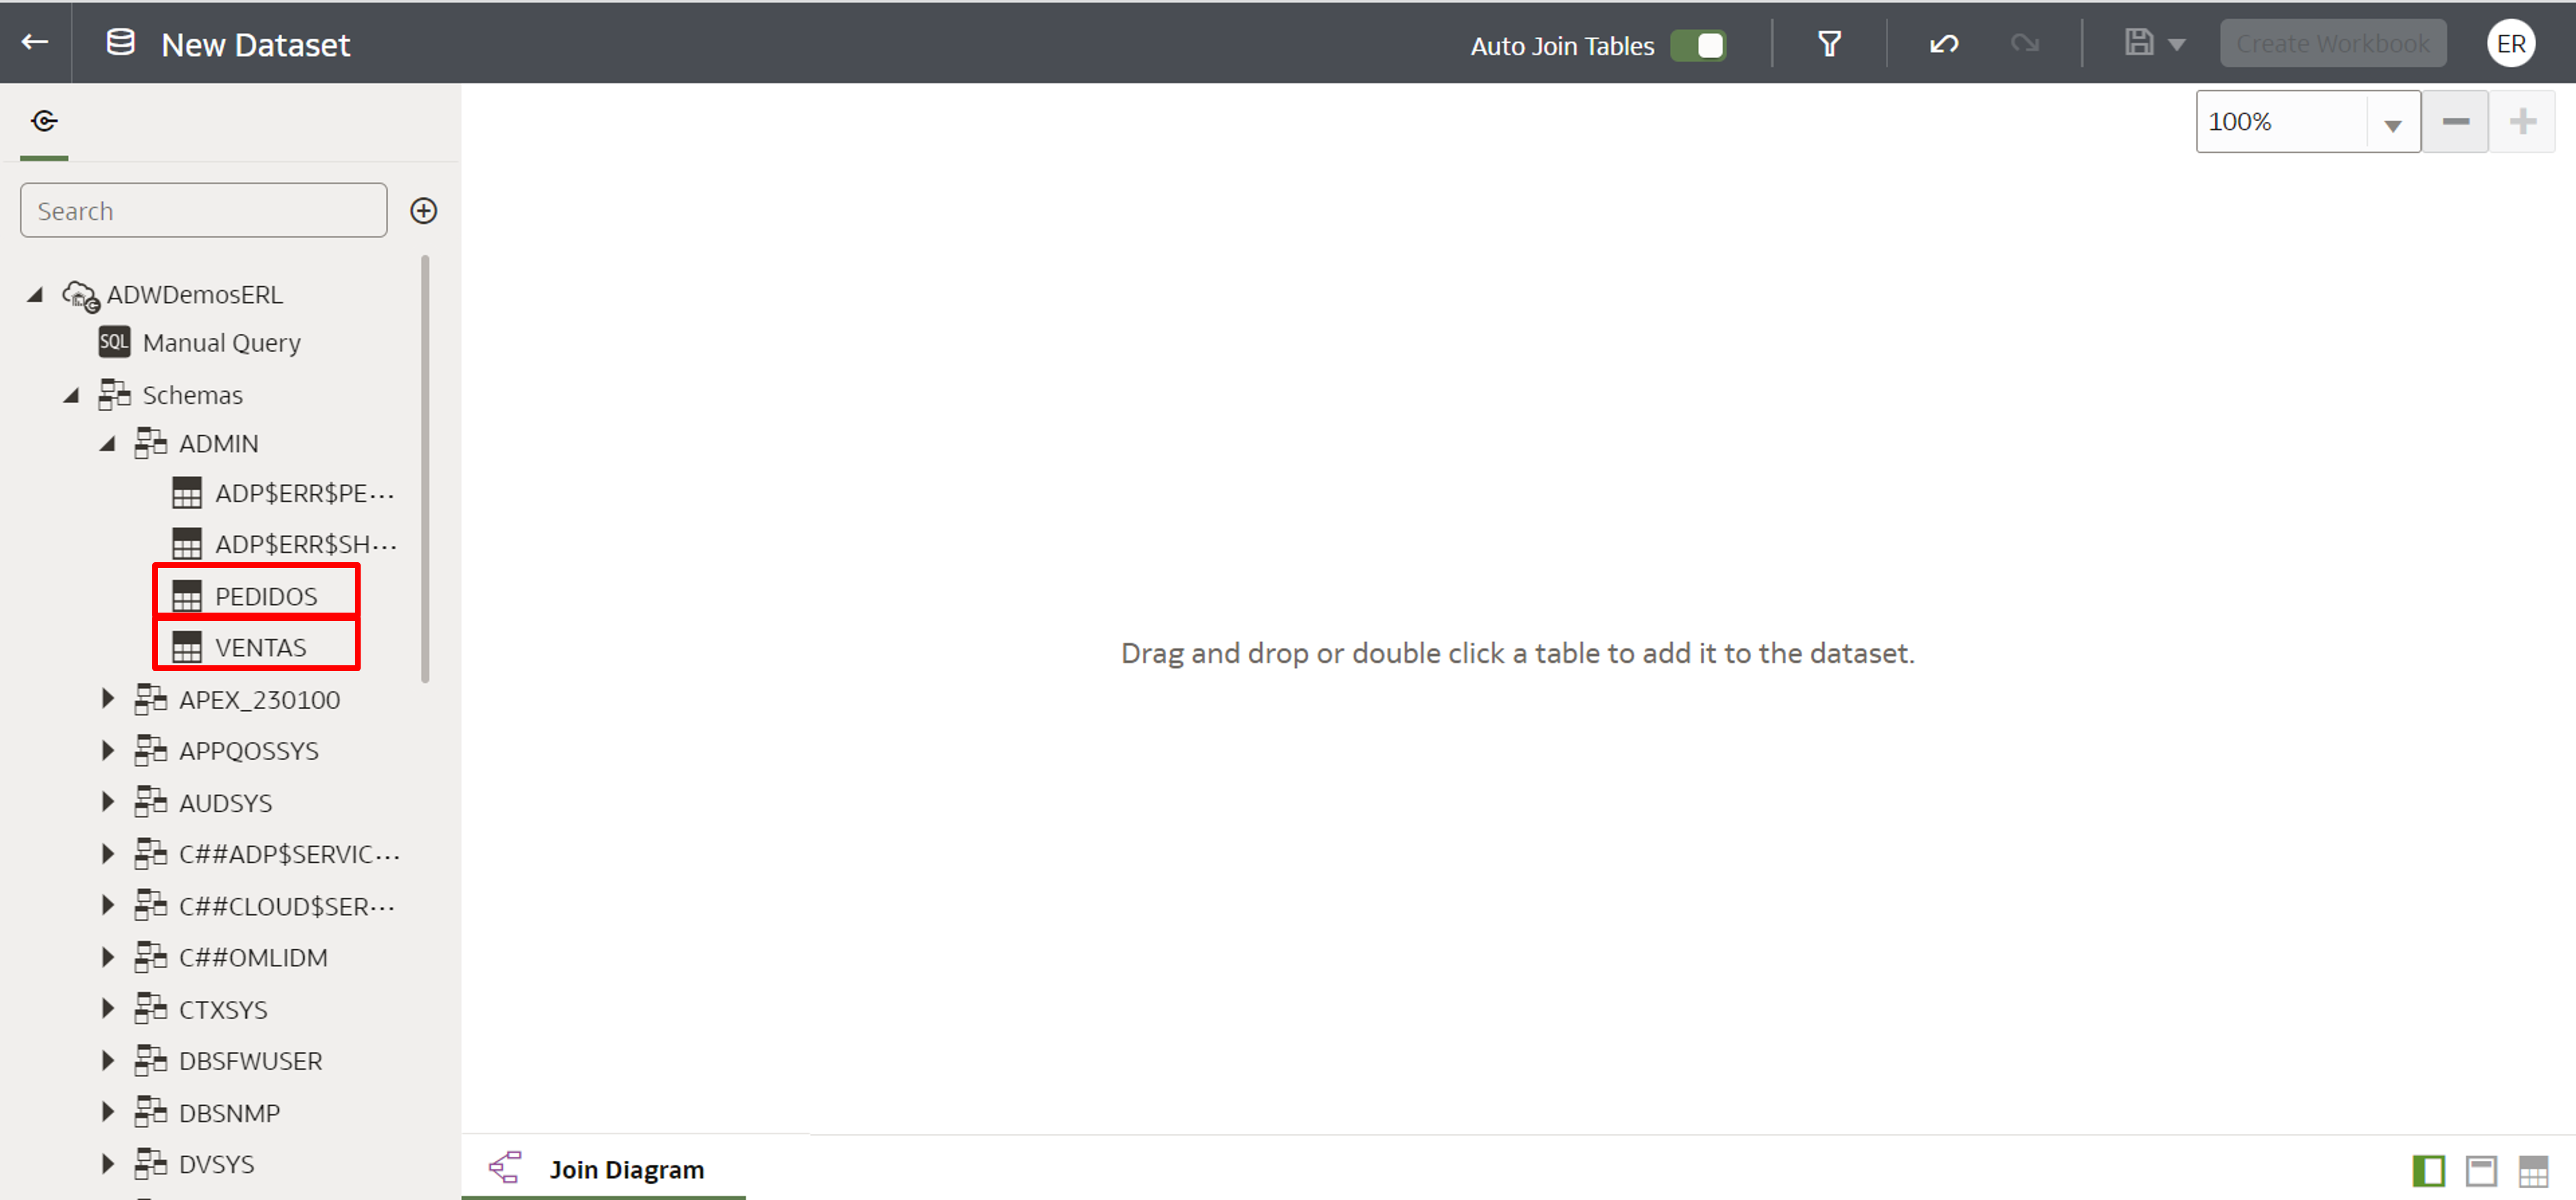 New Dataset
Auto Join Tables
Create Workbook
ER
100%
Search
ADWDemosERL
SQL Manual Query
Schemas
ADMIN
ADP$ERR$PE...
ADP$ERR$SH...
PEDIDOS
VENTAS
APEX_230100
APPQOSSYS
AUDSYS
C##ADP$SERVIC...
C##CLOUD$SER...
C##OMLIDM
CTXSYS
DBSFWUSER
DBSNMP
DVSYS
Drag and drop or double click a table to add it to the dataset.
Join Diagram